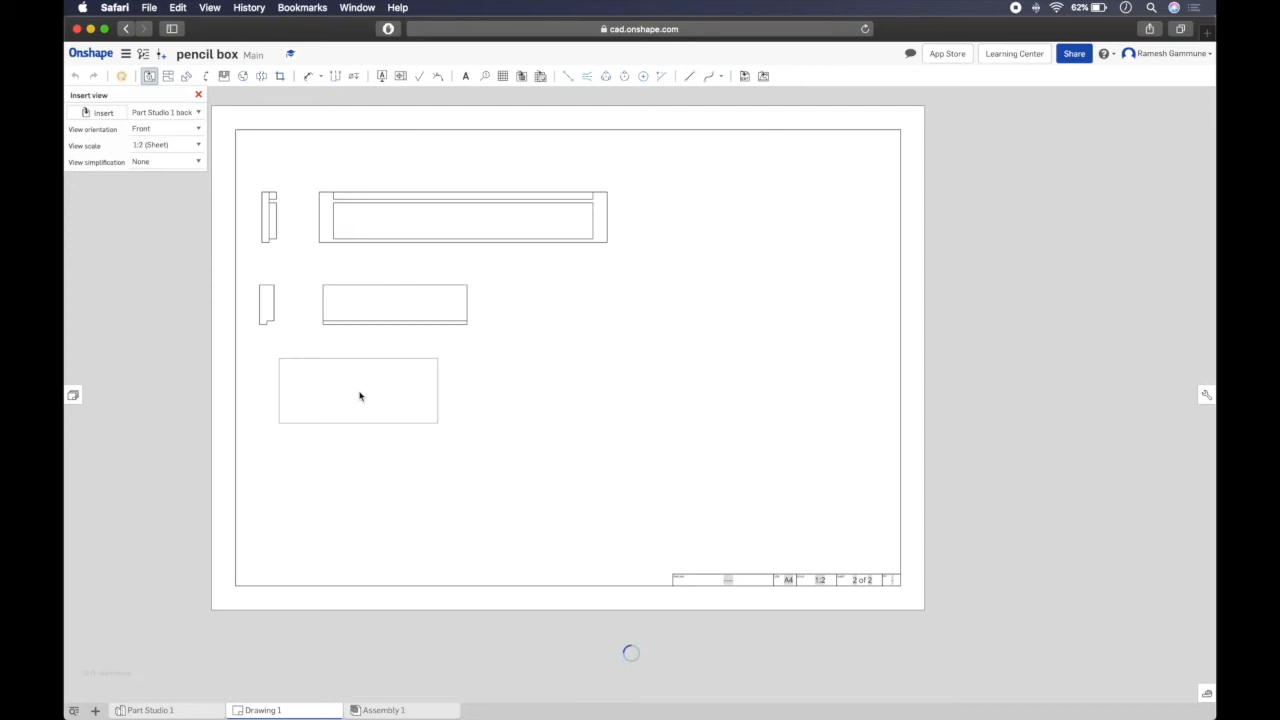 Safari File Edit View History Bookmarks Window Help 62%
cad.onshape.com
Onshape pencil box Main App Store Learning Center Share Ramesh Gammune
Insert view
Insert Part Studio 1 back
View orientation Front
View scale 1:2 (Sheet)
View simplification None
A4 1:2 2 of 2
Part Studio 1 Drawing 1 Assembly 1